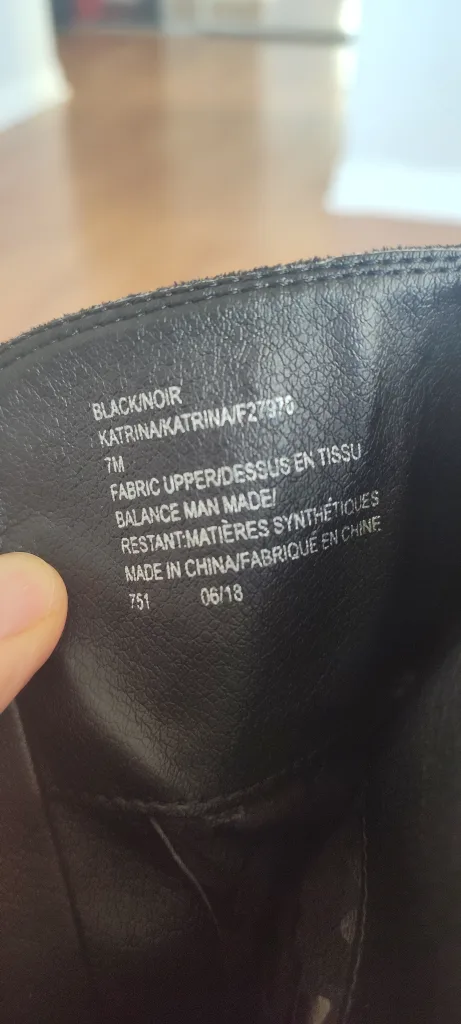 BLACK/NOIR
KATRINA/KATRINA/F27970
7M
FABRIC UPPER/DESSUS EN TISSU
BALANCE MAN MADE/
RESTANT:MATIÈRES SYNTHÉTIQUES
MADE IN CHINA/FABRIQUÉ EN CHINE
751 06/18